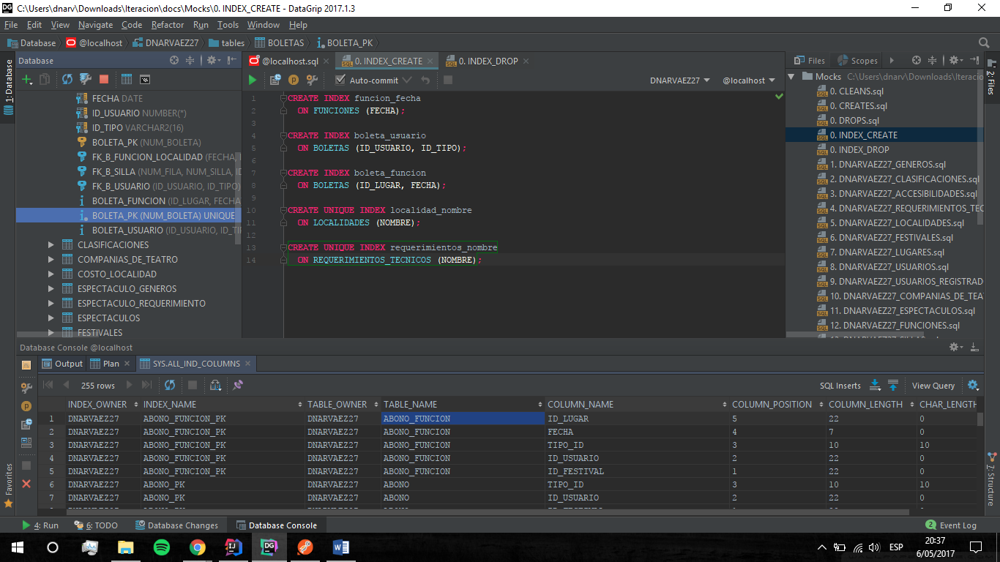 C:\Users\dnarv\Downloads\Iteracion\docs\Mocks\0. INDEX_CREATE - DataGrip 2017.1.3
File Edit View Navigate Code Refactor Run Tools Window Help
Database @localhost DNARVAEZ27 tables BOLETAS BOLETA_PK
1: Database
Favorites
Database
FECHA DATE
ID_USUARIO NUMBER(*)
ID_TIPO VARCHAR2(16)
BOLETA_PK (NUM_BOLETA)
FK_B_FUNCION_LOCALIDAD (FECHA,
FK_B_SILLA (NUM_FILA, NUM_SILLA,
FK_B_USUARIO (ID_USUARIO, ID_TIPO)
BOLETA_FUNCION (ID_LUGAR, FECHA
BOLETA_PK (NUM_BOLETA) UNIQUE
BOLETA_USUARIO (ID_USUARIO,
CLASIFICACIONES
COMPANIAS_DE_TEATRO
COSTO_LOCALIDAD
ESPECTACULO_GENEROS
ESPECTACULO_REQUERIMIENTO
ESPECTACULOS
FESTIVALES
@localhost.sql 0. INDEX_CREATE 0. INDEX_DROP
Auto-commit DNARVAEZ27 @localhost
1 CREATE INDEX funcion_fecha
2 ON FUNCIONES (FECHA);
3
4 CREATE INDEX boleta_usuario
5 ON BOLETAS (ID_USUARIO, ID_TIPO);
6
7 CREATE INDEX boleta_funcion
8 ON BOLETAS (ID_LUGAR, FECHA);
9
10 CREATE UNIQUE INDEX localidad_nombre
11 ON LOCALIDADES (NOMBRE);
12
13 CREATE UNIQUE INDEX requerimientos_nombre
14 ON REQUERIMIENTOS_TECNICOS (NOMBRE);
Files Scopes
Mocks C:\Users\dnarv\Downloads\Iteracion
0. CLEANS.sql
0. CREATES.sql
0. DROPS.sql
0. INDEX_CREATE
0. INDEX_DROP
1. DNARVAEZ27_GENEROS.sql
2. DNARVAEZ27_CLASIFICACIONES.sql
3. DNARVAEZ27_ACCESIBILIDADES.sql
4. DNARVAEZ27_REQUERIMIENTOS_TEC
5. DNARVAEZ27_LOCALIDADES.sql
6. DNARVAEZ27_FESTIVALES.sql
7. DNARVAEZ27_LUGARES.sql
8. DNARVAEZ27_USUARIOS.sql
9. DNARVAEZ27_USUARIOS_REGISTRAD
10. DNARVAEZ27_COMPANIAS_DE_TEA
11. DNARVAEZ27_ESPECTACULOS.sql
12. DNARVAEZ27_FUNCIONES.sql
2: Files
7: Structure
Database Console @localhost
Output Plan SYS.ALL_IND_COLUMNS
255 rows SQL Inserts View Query
INDEX_OWNER INDEX_NAME TABLE_OWNER TABLE_NAME COLUMN_NAME COLUMN_POSITION COLUMN_LENGTH CHAR_LENGTH
1 DNARVAEZ27 ABONO_FUNCION_PK DNARVAEZ27 ABONO_FUNCION ID_LUGAR 5 22 0
2 DNARVAEZ27 ABONO_FUNCION_PK DNARVAEZ27 ABONO_FUNCION FECHA 4 7 0
3 DNARVAEZ27 ABONO_FUNCION_PK DNARVAEZ27 ABONO_FUNCION TIPO_ID 3 10 10
4 DNARVAEZ27 ABONO_FUNCION_PK DNARVAEZ27 ABONO_FUNCION ID_USUARIO 2 22 0
5 DNARVAEZ27 ABONO_FUNCION_PK DNARVAEZ27 ABONO_FUNCION ID_FESTIVAL 1 22 0
6 DNARVAEZ27 ABONO_PK DNARVAEZ27 ABONO TIPO_ID 3 10 10
7 DNARVAEZ27 ABONO_PK DNARVAEZ27 ABONO ID_USUARIO 2 22 0
4: Run 6: TODO Database Changes Database Console 2 Event Log
ESP 20:37
6/05/2017